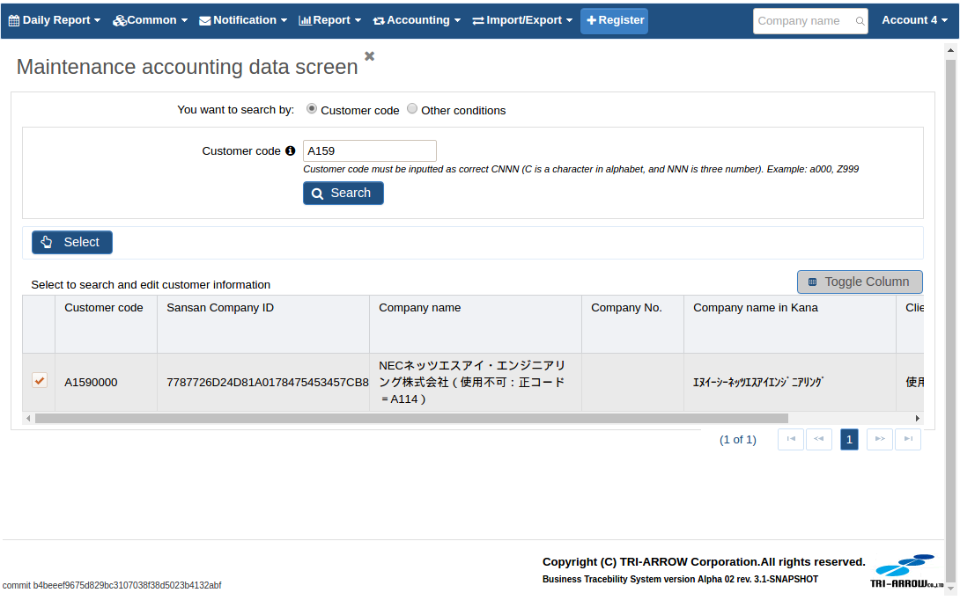 Daily Report Common Notification Report Accounting Import/Export Register Company name Account 4
Maintenance accounting data screen
You want to search by: Customer code Other conditions
Customer code A159
Customer code must be inputted as correct CNNN (C is a character in alphabet, and NNN is three number). Example: a000, Z999
Search
Select
Select to search and edit customer information Toggle Column
Customer code Sansan Company ID Company name Company No. Company name in Kana Clie
NECネッツエスアイ・エンジニアリ
A1590000 7787726D24D81A0178475453457CB8 ング株式会社(使用不可:正コード ｴﾇｲｰｼｰﾈｯﾂｴｽｱｲｴﾝｼﾞﾆｱﾘﾝｸﾞ 使用
=A114)
(1 of 1) 1
Copyright (C) TRI-ARROW Corporation.All rights reserved.
Business Tracebility System version Alpha 02 rev. 3.1-SNAPSHOT
TRI-ARROW Co.,LTD
commit b4beeef9675d829bc3107038f38d5023b4132abf